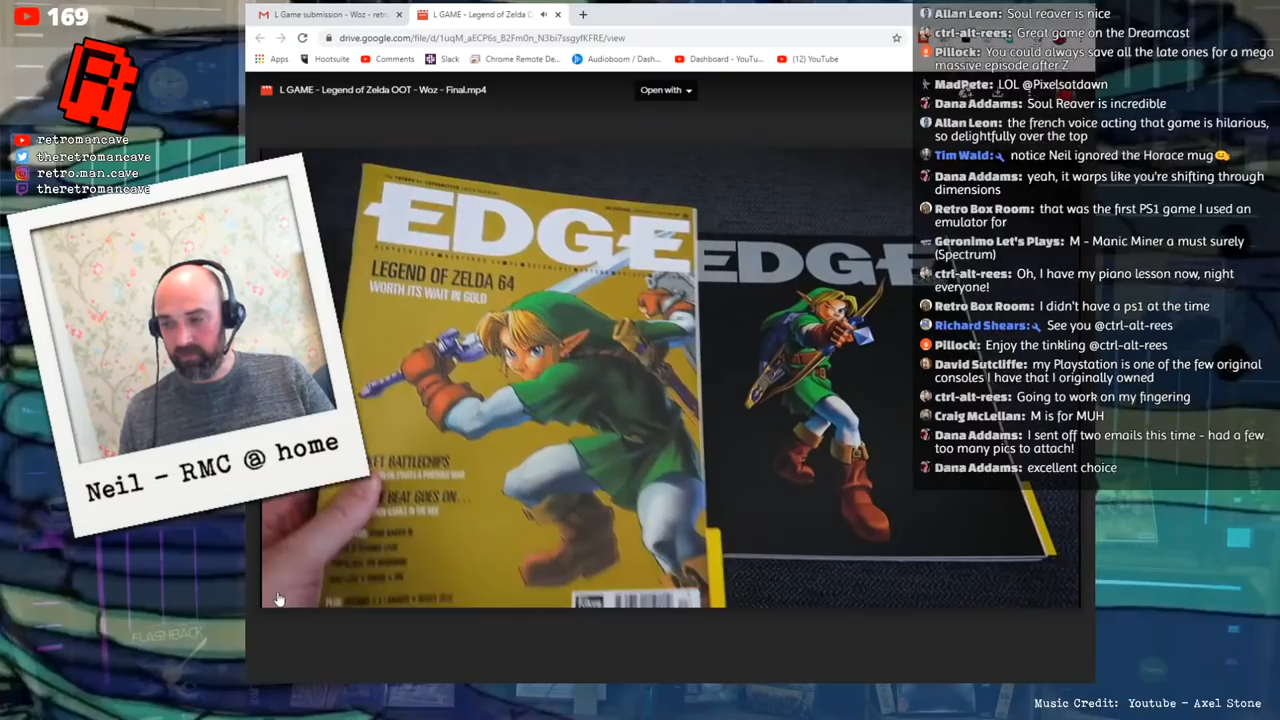 169
retromancave
theretromancave
retro.man.cave
theretromancave
Neil - RMC @ home
L Game submission - Woz - retro
L GAME - Legend of Zelda O
drive.google.com/file/d/1uqM_aECP6s_B2Fm0n_N3bi7ssgyfKFRE/view
Apps
Hootsuite
Comments
Slack
Chrome Remote De...
Audioboom / Dash...
Dashboard - YouTu...
(12) YouTube
L GAME - Legend of Zelda OOT - Woz - Final.mp4
Open with
EDGE
LEGEND OF ZELDA 64
WORTH ITS WAIT IN GOLD
BATTLECHIPS
BEAT GOES ON...
EDGE
FLASHBACK
Allan Leon: Soul reaver is nice
ctrl-alt-rees: Great game on the Dreamcast
Pillock: You could always save all the late ones for a mega
massive episode after Z
MadPete: LOL @Pixelsatdawn
Dana Adams: Soul Reaver is incredible
Allan Leon: the french voice acting that game is hilarious,
so delightfully over the top
Tim Wald: notice Neil ignored the Horace mug
Dana Adams: yeah, it warps like you're shifting through
dimensions
Retro Box Room: that was the first PS1 game I used an
emulator for
Geronimo Let's Plays: M - Manic Miner a must surely
(Spectrum)
ctrl-alt-rees: Oh, I have my piano lesson now, night
everyone!
Retro Box Room: I didn't have a ps1 at the time
Richard Shears: See you @ctrl-alt-rees
Pillock: Enjoy the tinkling @ctrl-alt-rees
David Sutcliffe: my Playstation is one of the few original
consoles I have that I originally owned
ctrl-alt-rees: Going to work on my fingering
Craig McLellan: M is for MUH
Dana Adams: I sent off two emails this time - had a few
too many pics to attach!
Dana Adams: excellent choice
Music Credit: Youtube - Axel Stone